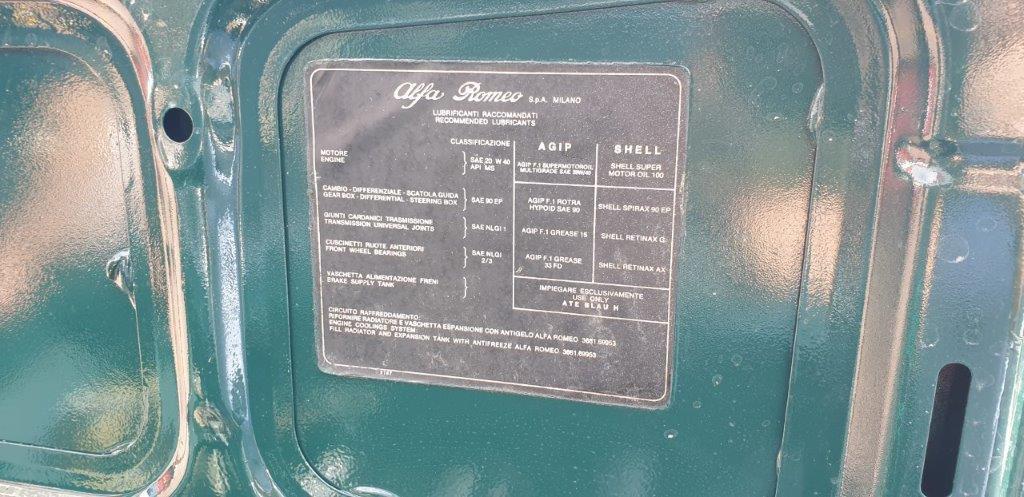 Alfa Romeo S.p.A. MILANO
LUBRIFICANTI RACCOMANDATI
RECOMMENDED LUBRICANTS
CLASSIFICAZIONE
AGIP
SHELL
MOTORE
ENGINE
SAE 20 W 40
API MS
AGIP F.1 SUPERMOTOROIL
MULTIGRADE SAE 20W/40
SHELL SUPER
MOTOR OIL 100
CAMBIO - DIFFERENZIALE - SCATOLA GUIDA
GEAR BOX - DIFFERENTIAL - STEERING BOX
SAE 90 EP
AGIP F.1 ROTRA
HYPOID SAE 90
SHELL SPIRAX 90 EP
GIUNTI CARDANICI TRASMISSIONE
TRANSMISSION UNIVERSAL JOINTS
SAE NLGI 1
AGIP F.1 GREASE 15
SHELL RETINAX G
CUSCINETTI RUOTE ANTERIORI
FRONT WHEEL BEARINGS
SAE NLGI
2/3
AGIP F.1 GREASE
33 FD
SHELL RETINAX AX
VASCHETTA ALIMENTAZIONE FRENI
BRAKE SUPPLY TANK
IMPIEGARE ESCLUSIVAMENTE
USE ONLY
ATE BLAU H
CIRCUITO RAFFREDDAMENTO:
RIFORNIRE RADIATORE E VASCHETTA ESPANSIONE CON ANTIGELO ALFA ROMEO 3681.69953
ENGINE COOLINGS SYSTEM:
FILL RADIATOR AND EXPANSION TANK WITH ANTIFREEZE ALFA ROMEO 3681.69953